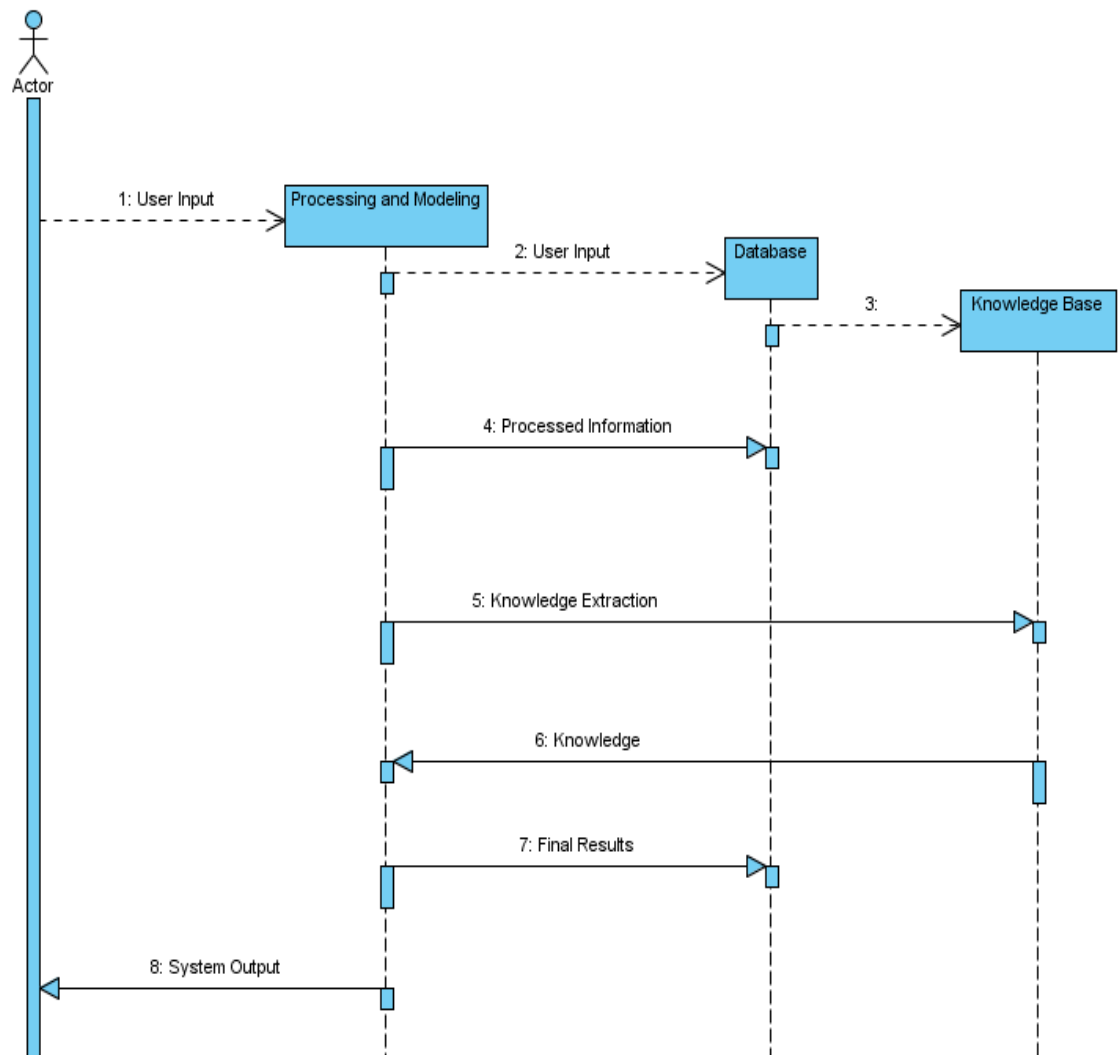 Actor
1: User Input
Processing and Modeling
2: User Input
Database
3:
Knowledge Base
4: Processed Information
5: Knowledge Extraction
6: Knowledge
7: Final Results
8: System Output